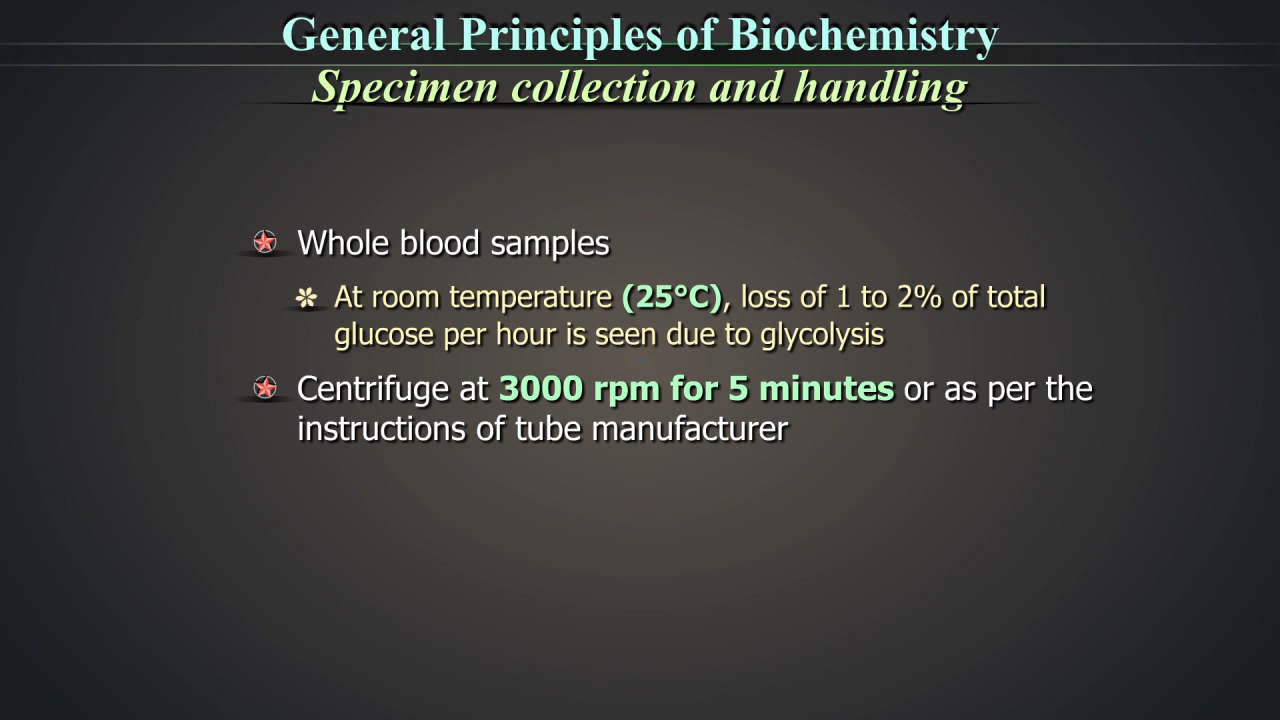 General Principles of Biochemistry
Specimen collection and handling
Whole blood samples
At room temperature (25°C), loss of 1 to 2% of total
glucose per hour is seen due to glycolysis
Centrifuge at 3000 rpm for 5 minutes or as per the
instructions of tube manufacturer